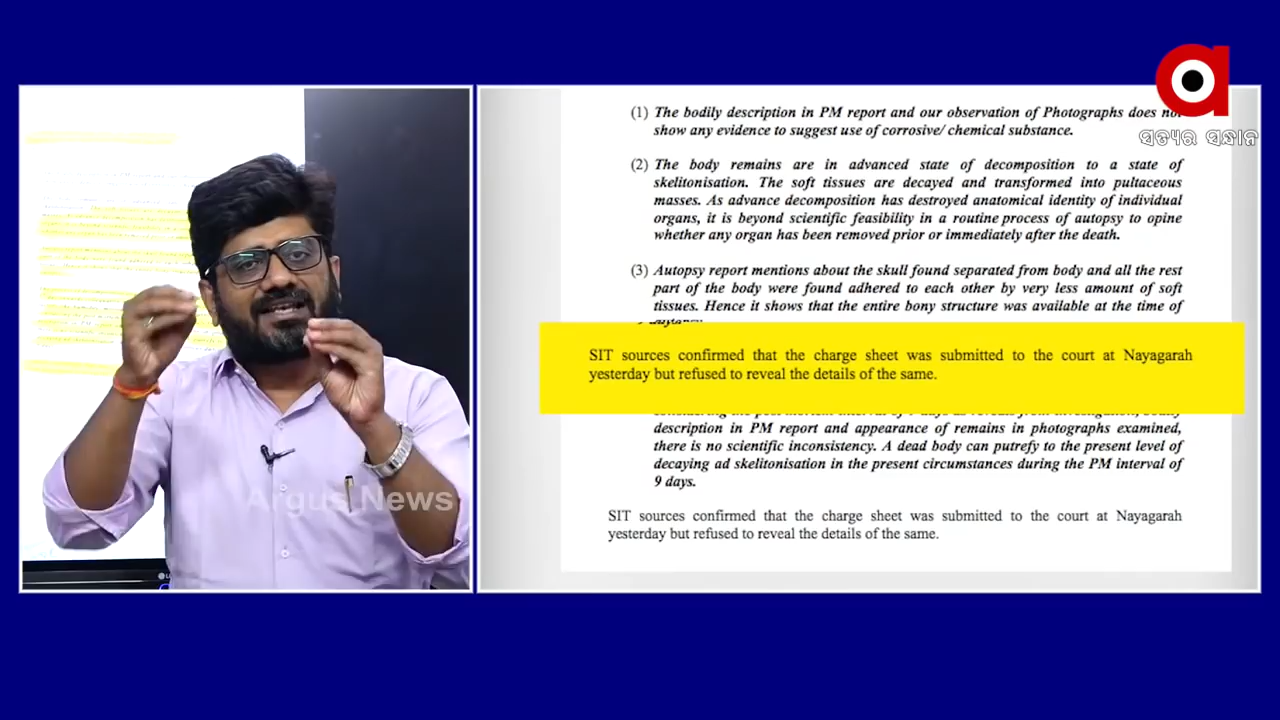 (1) The bodily description in PM report and our observation of Photographs does not
show any evidence to suggest use of corrosive/ chemical substance.
(2) The body remains are in advanced state of decomposition to a state of
skelitonisation. The soft tissues are decayed and transformed into pultaceous
masses. As advance decomposition has destroyed anatomical identity of individual
organs, it is beyond scientific feasibility in a routine process of autopsy to opine
whether any organ has been removed prior or immediately after the death.
(3) Autopsy report mentions about the skull found separated from body and all the rest
part of the body were found adhered to each other by very less amount of soft
tissues. Hence it shows that the entire bony structure was available at the time of
SIT sources confirmed that the charge sheet was submitted to the court at Nayagarh
yesterday but refused to reveal the details of the same.
description in PM report and appearance of remains in photographs examined,
there is no scientific inconsistency. A dead body can putrefy to the present level of
decaying ad skelitonisation in the present circumstances during the PM interval of
9 days.
SIT sources confirmed that the charge sheet was submitted to the court at Nayagarah
yesterday but refused to reveal the details of the same.
a
ସତ୍ୟର ସନ୍ଧାନ
Argus News